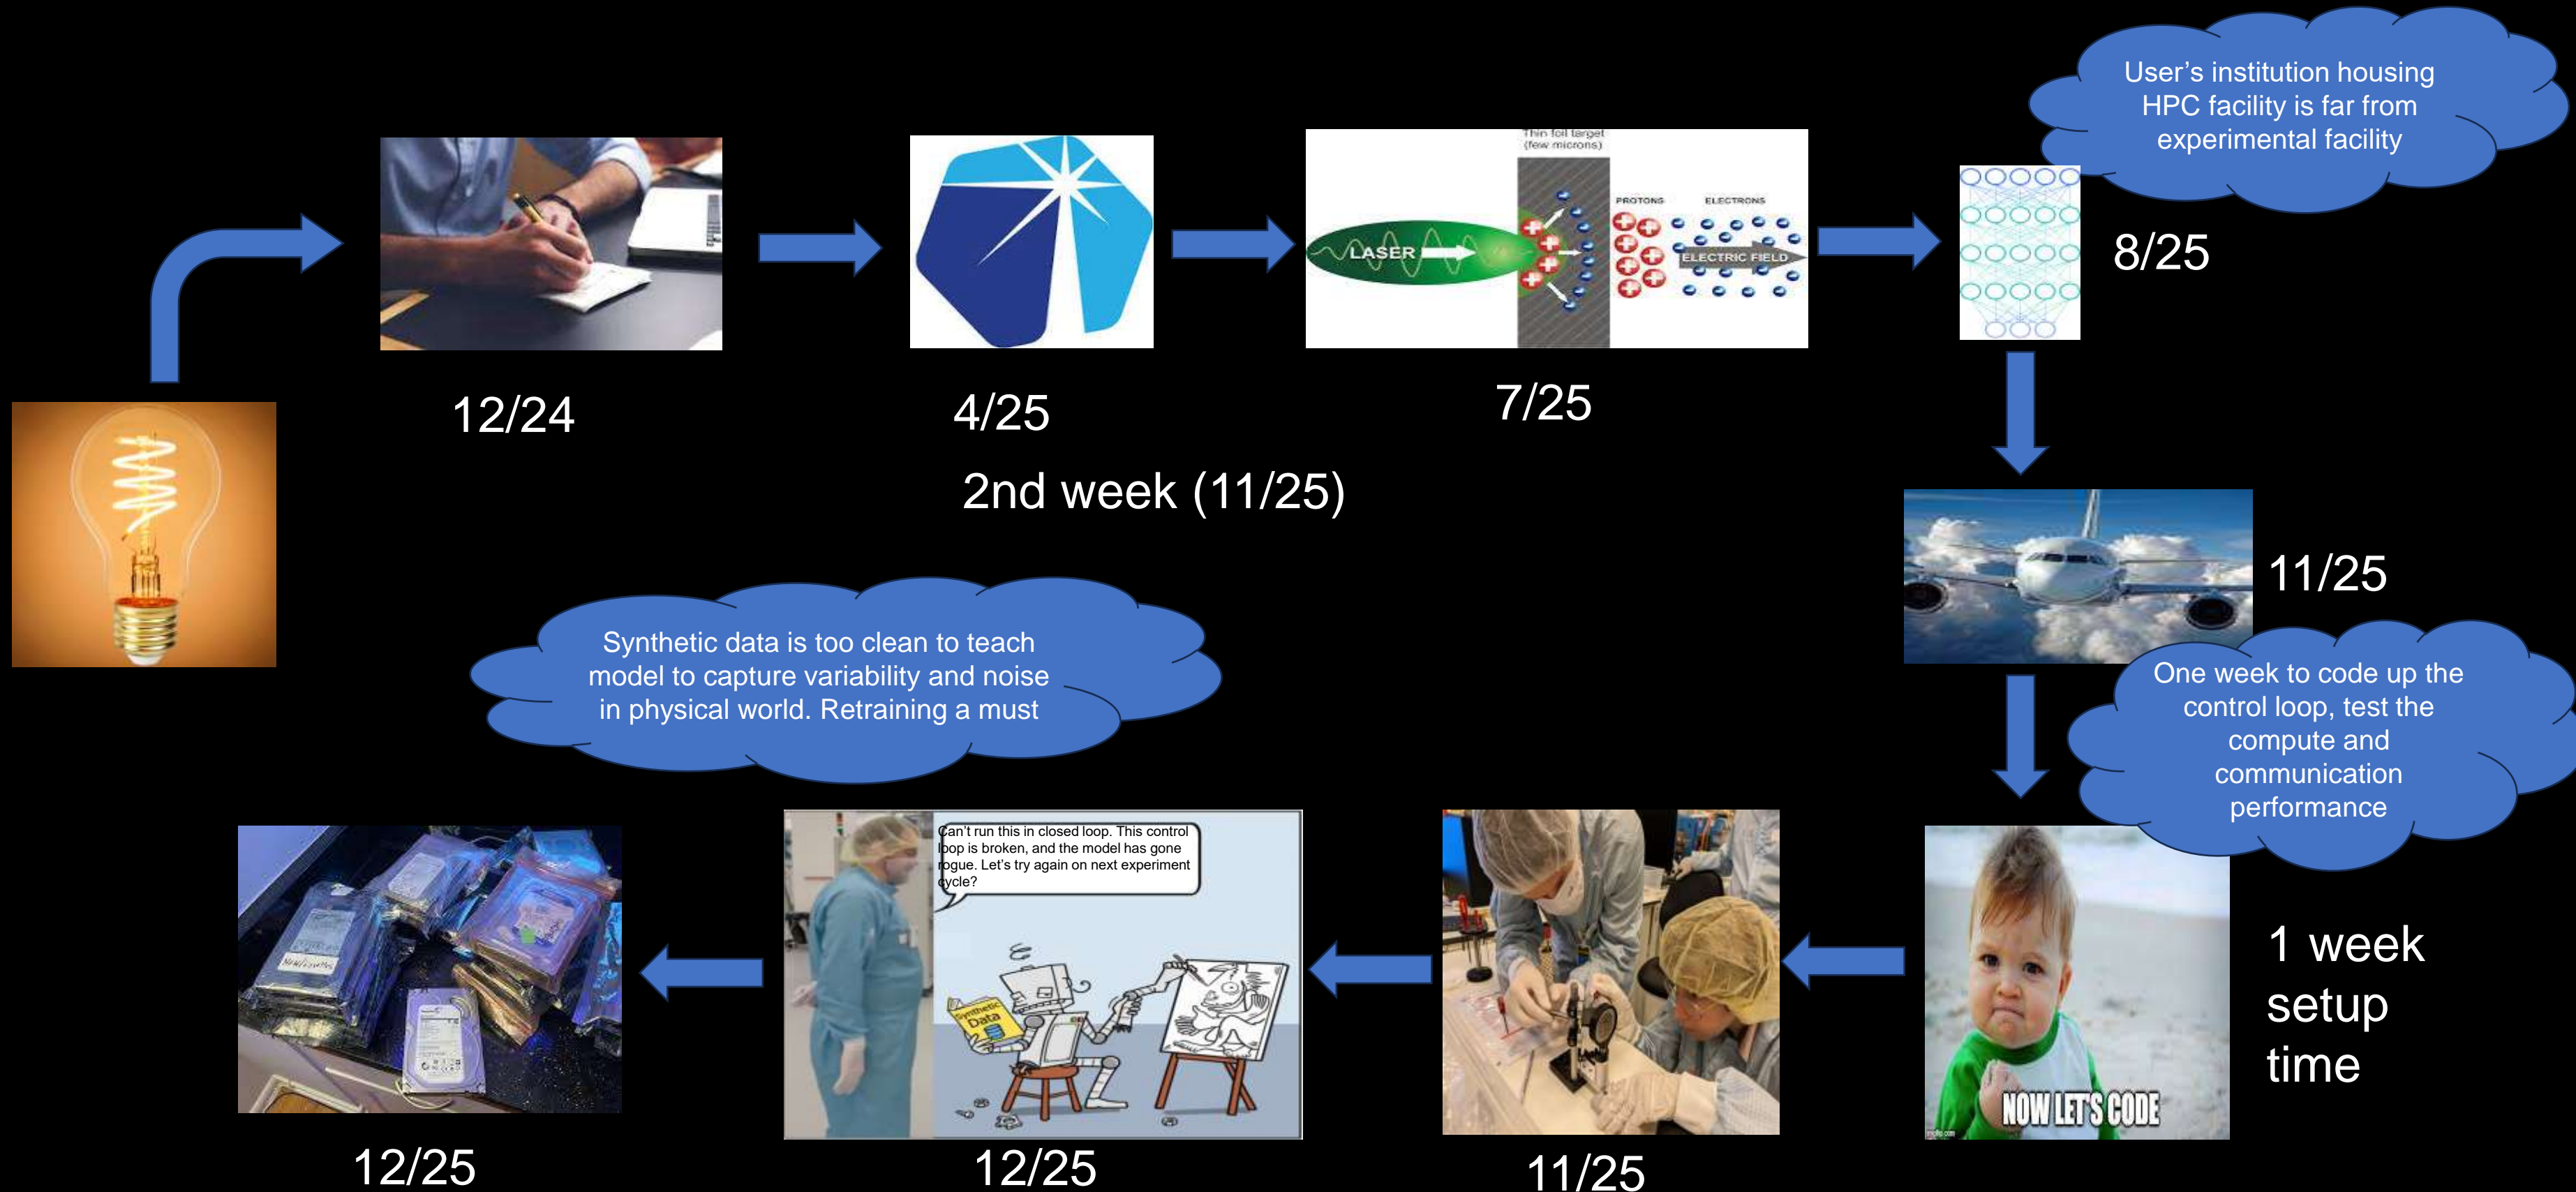 User's institution housing
HPC facility is far from
experimental facility
Thin foil target
(few microns)
PROTONS
ELECTRONS
LASER
ELECTRIC FIELD
8/25
12/24
4/25
7/25
2nd week (11/25)
11/25
Synthetic data is too clean to teach
model to capture variability and noise
in physical world. Retraining a must
One week to code up the
control loop, test the
compute and
communication
performance
Can't run this in closed loop. This control
loop is broken, and the model has gone
rogue. Let's try again on next experiment
cycle?
Synthetic
Data
NOW LET'S CODE
imgflip.com
1 week
setup
time
12/25
12/25
11/25